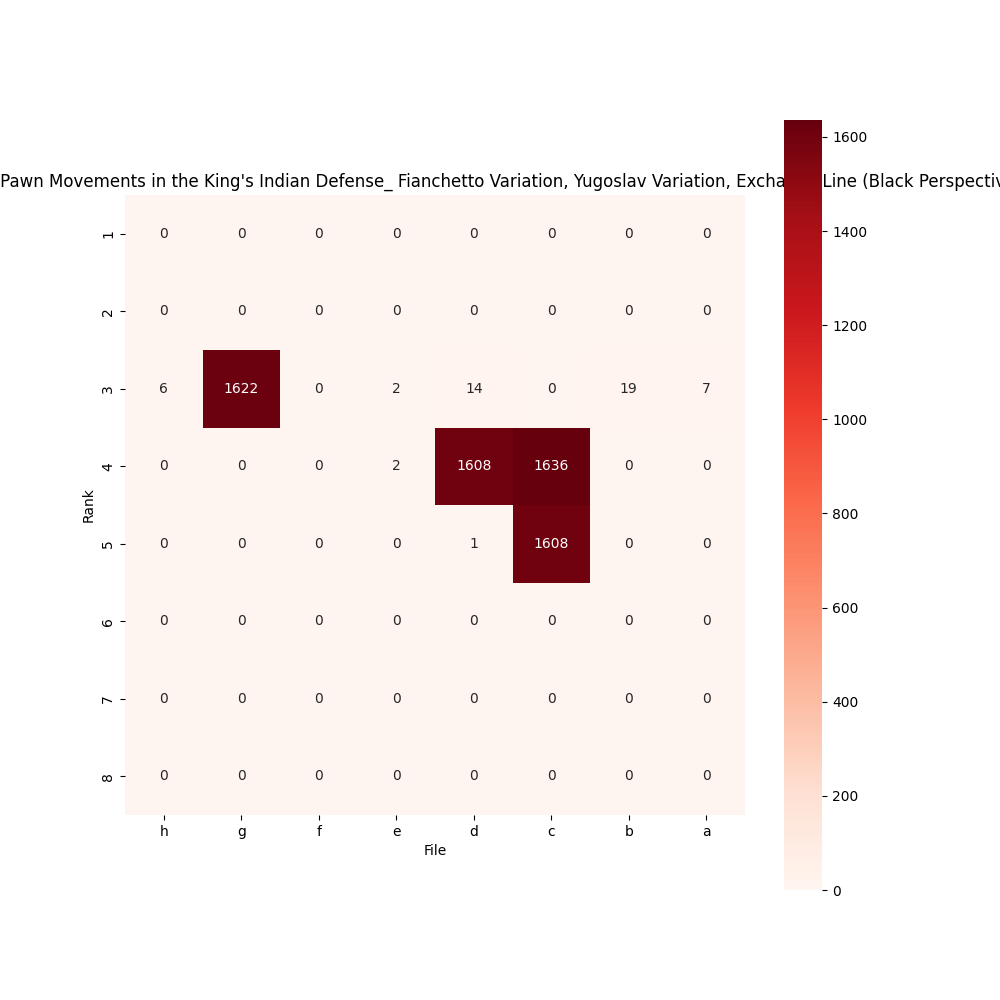 Pawn Movements in the King's Indian Defense_ Fianchetto Variation, Yugoslav Variation, Line (Black
1600
1400
1200
1000
800
600
400
200
0
1 0 0 0 0 0 0 0 0
2 0 0 0 0 0 0 0 0
3 6 1622 0 2 14 0 19 7
4 0 0 0 2 1608 1636 0 0
Rank
5 0 0 0 0 1 1608 0 0
6 0 0 0 0 0 0 0 0
7 0 0 0 0 0 0 0 0
8 0 0 0 0 0 0 0 0
h g f e d c b a
File